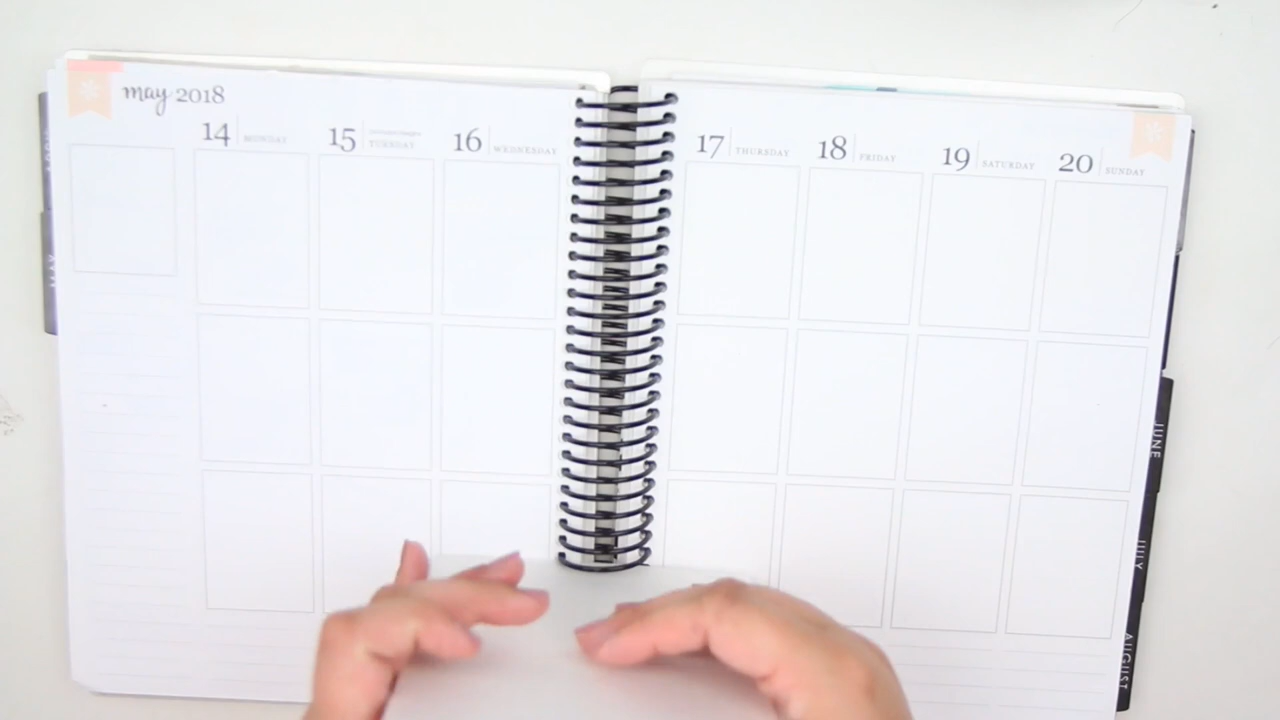 may 2018
14 MONDAY
15 TUESDAY
16 WEDNESDAY
17 THURSDAY
18 FRIDAY
19 SATURDAY
20 SUNDAY
MAY
JUNE
JULY
AUGUST